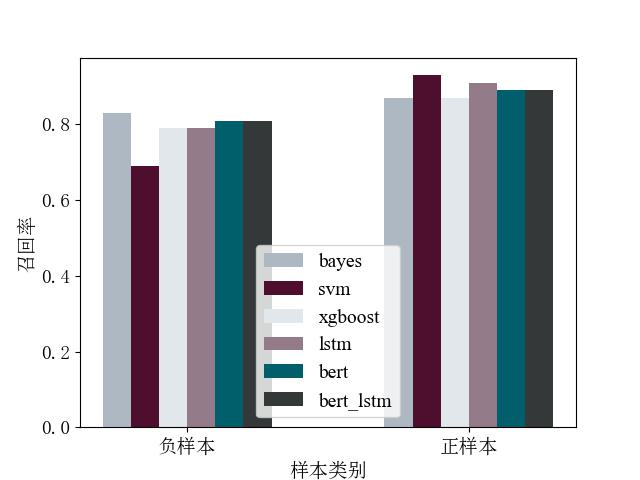 召回率
0.8
0.6
0.4
0.2
0.0
bayes
svm
xgboost
lstm
bert
bert_lstm
负样本
正样本
样本类别